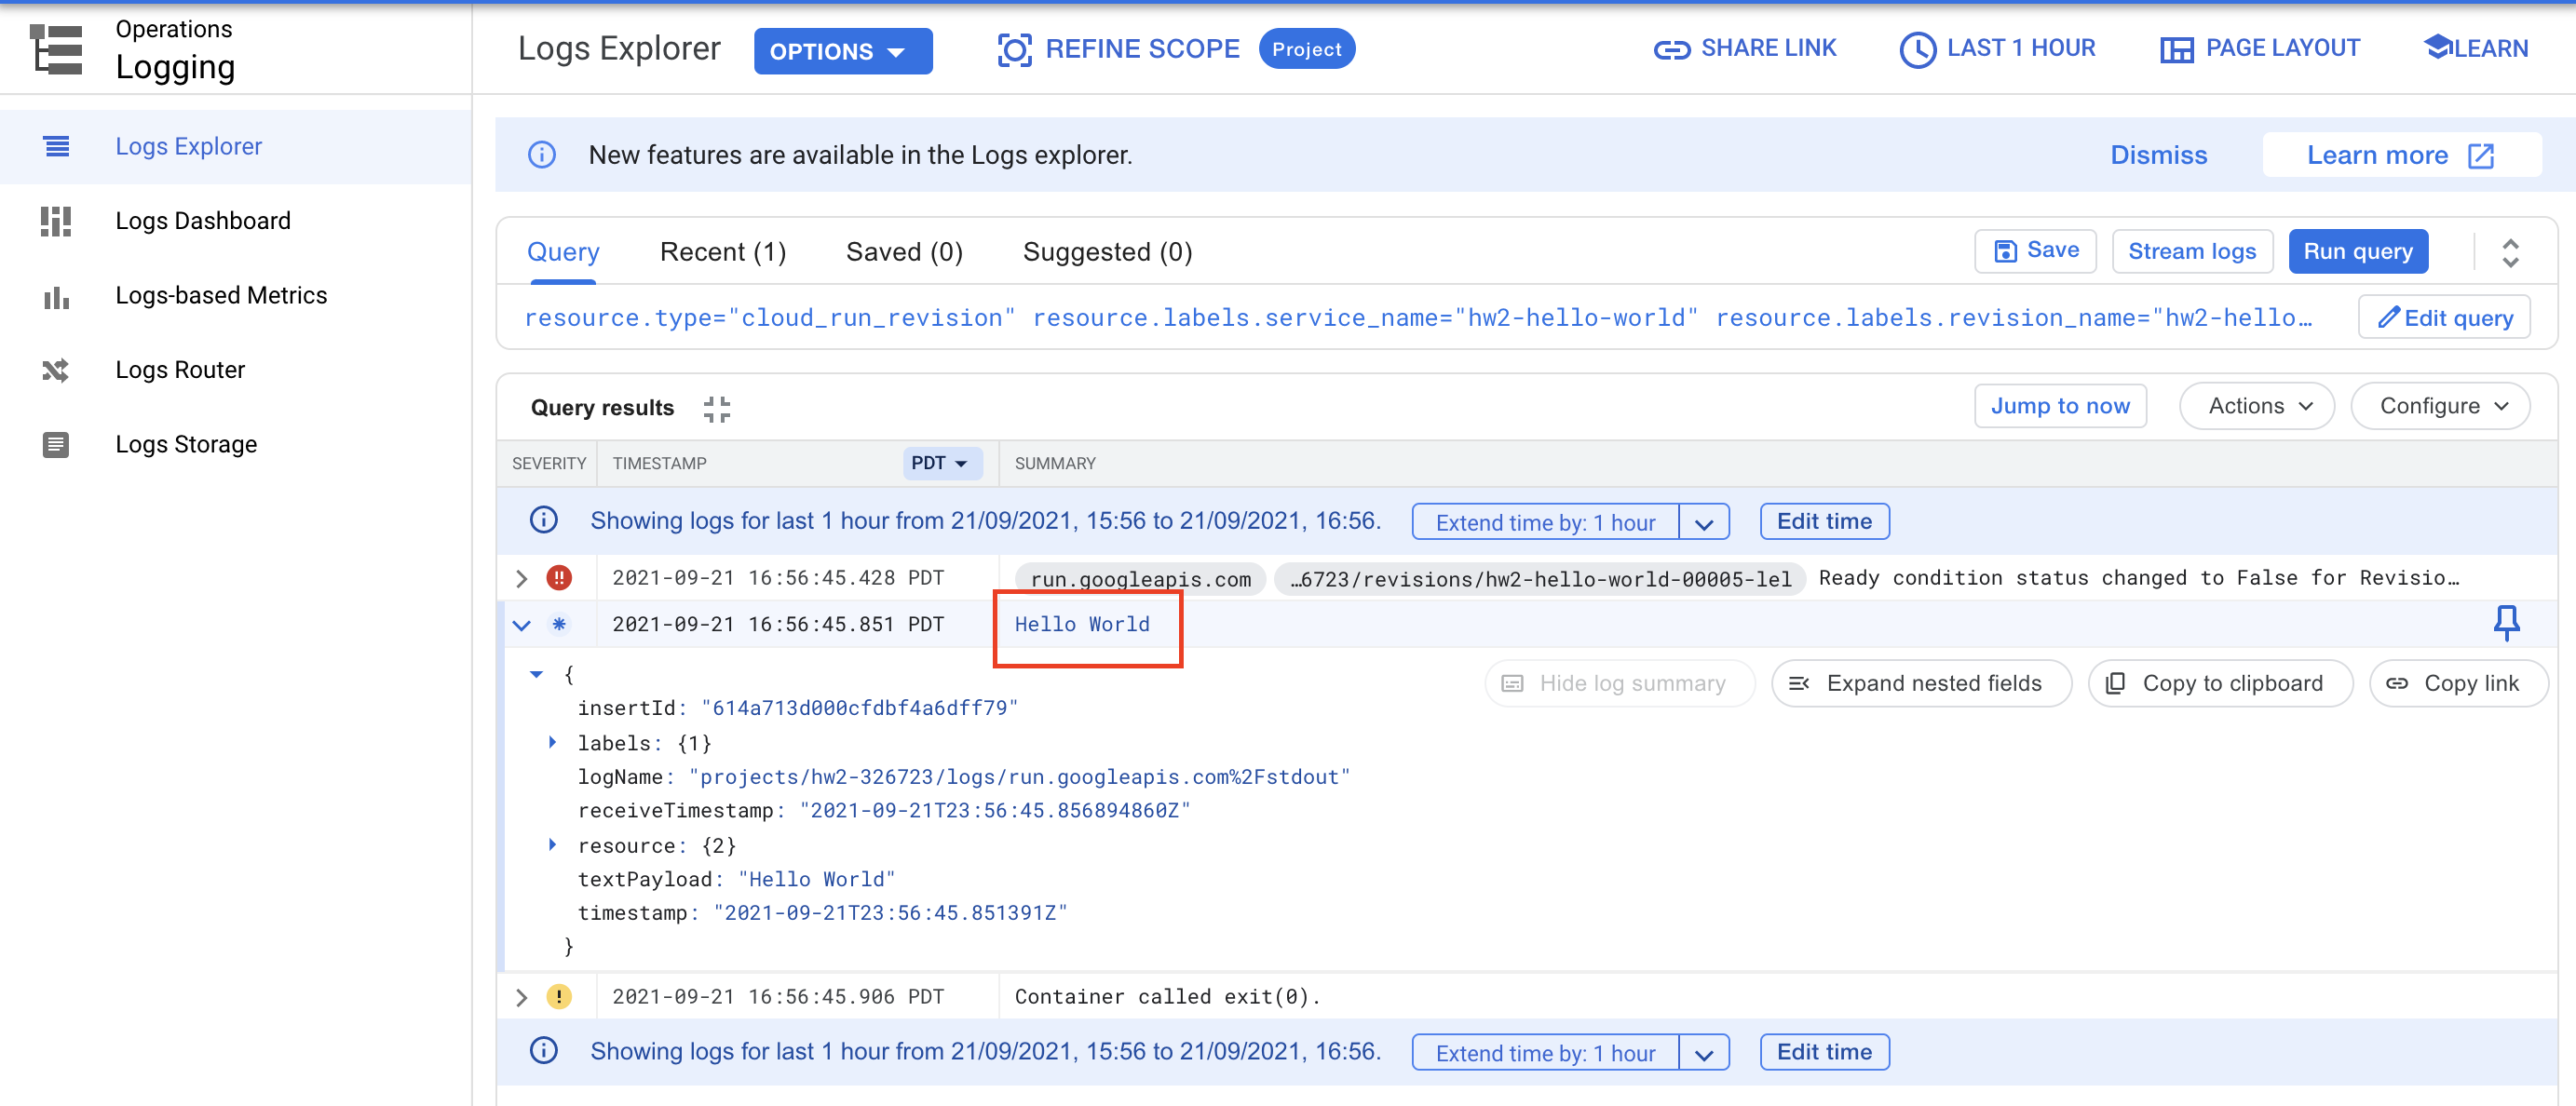 Operations
Logging
Logs Explorer
OPTIONS
REFINE SCOPE
Project
SHARE LINK
LAST 1 HOUR
PAGE LAYOUT
LEARN
Logs Explorer
Logs Dashboard
Logs-based Metrics
Logs Router
Logs Storage
New features are available in the Logs explorer.
Dismiss
Learn more
Query
Recent (1)
Saved (0)
Suggested (0)
Save
Stream logs
Run query
resource.type="cloud_run_revision" resource.labels.service_name="hw2-hello-world" resource.labels.revision_name="hw2-hello…
Edit query
Query results
Jump to now
Actions
Configure
SEVERITY
TIMESTAMP
PDT
SUMMARY
Showing logs for last 1 hour from 21/09/2021, 15:56 to 21/09/2021, 16:56.
Extend time by: 1 hour
Edit time
!!
2021-09-21 16:56:45.428 PDT
run.googleapis.com
…6723/revisions/hw2-hello-world-00005-lel
Ready condition status changed to False for Revisio…
2021-09-21 16:56:45.851 PDT
Hello World
{
Hide log summary
Expand nested fields
Copy to clipboard
Copy link
insertId: "614a713d000cfdbf4a6dff79"
labels: {1}
logName: "projects/hw2-326723/logs/run.googleapis.com%2Fstdout"
receiveTimestamp: "2021-09-21T23:56:45.856894860Z"
resource: {2}
textPayload: "Hello World"
timestamp: "2021-09-21T23:56:45.851391Z"
}
!
2021-09-21 16:56:45.906 PDT
Container called exit(0).
Showing logs for last 1 hour from 21/09/2021, 15:56 to 21/09/2021, 16:56.
Extend time by: 1 hour
Edit time